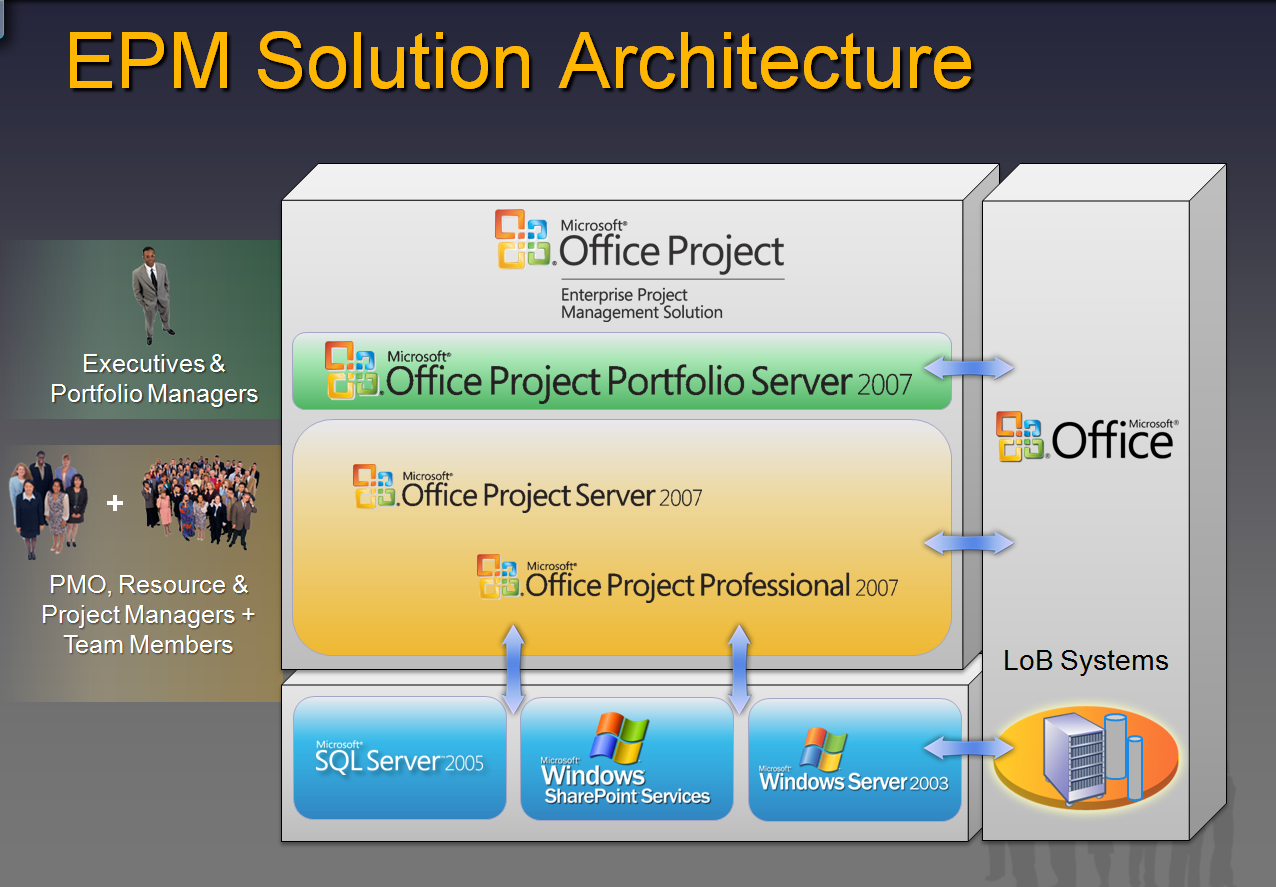 EPM Solution Architecture
Microsoft®
Office Project
Enterprise Project
Management Solution
Executives &
Portfolio Managers
Microsoft®
Office Project Portfolio Server 2007
Microsoft®
Office
+
PMO, Resource &
Project Managers +
Team Members
Microsoft®
Office Project Server 2007
Microsoft®
Office Project Professional 2007
LoB Systems
Microsoft®
SQL Server™2005
Microsoft®
Windows
SharePoint Services
Microsoft®
Windows Server 2003